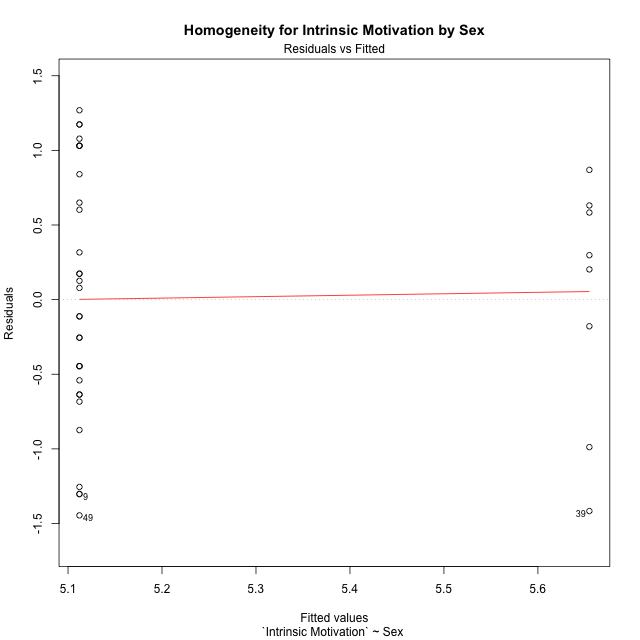 Homogeneity for Intrinsic Motivation by Sex
Residuals vs Fitted
1.5
1.0
0.5
0.0
-0.5
-1.0
-1.5
Residuals
9
49
39
5.1 5.2 5.3 5.4 5.5 5.6
Fitted values
`Intrinsic Motivation` ~ Sex